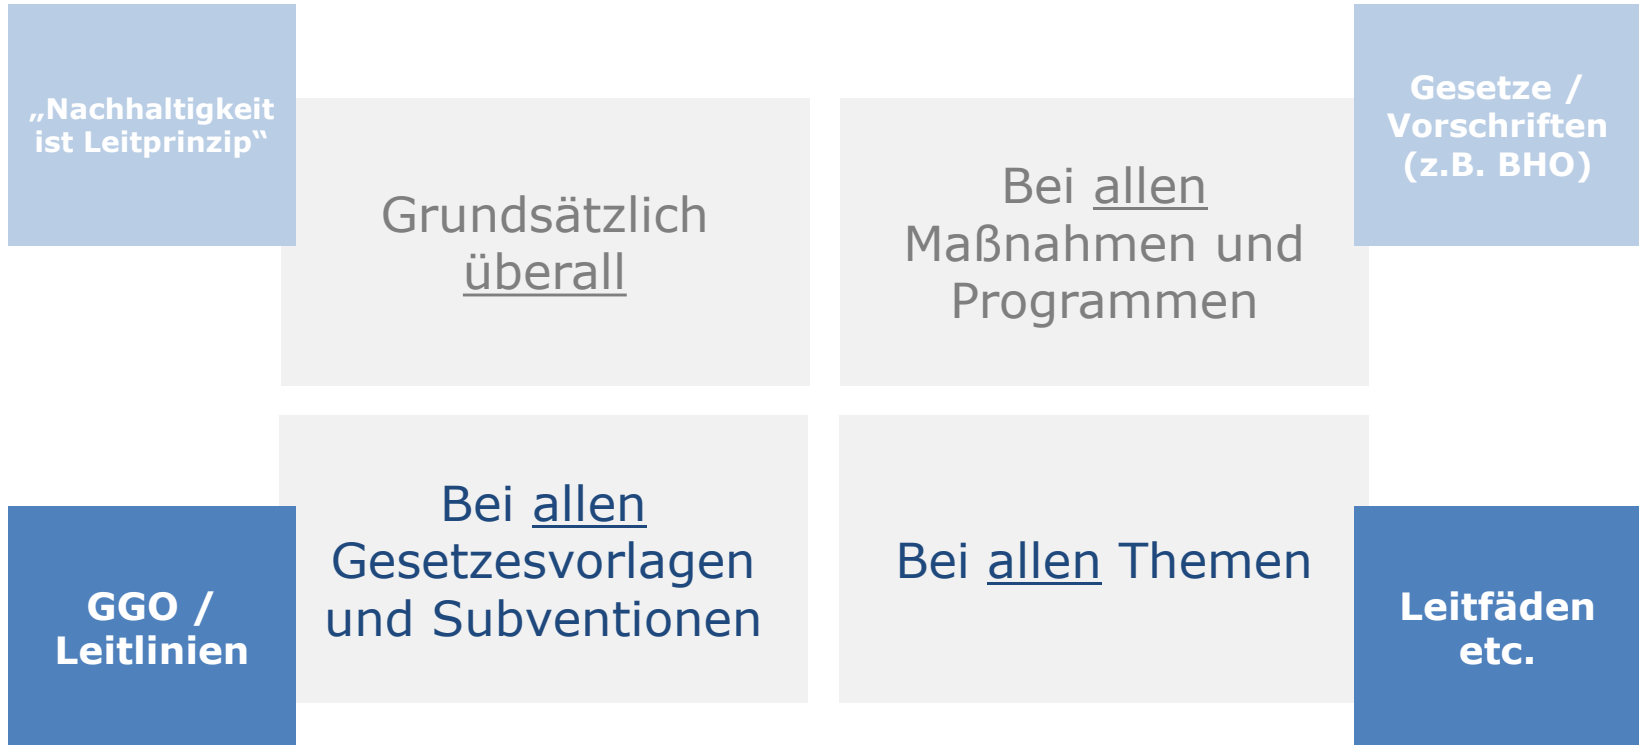 „Nachhaltigkeit
ist Leitprinzip“
Grundsätzlich
überall
Bei allen
Maßnahmen und
Programmen
Gesetze /
Vorschriften
(z.B. BHO)
GGO /
Leitlinien
Bei allen
Gesetzesvorlagen
und Subventionen
Bei allen Themen
Leitfäden
etc.